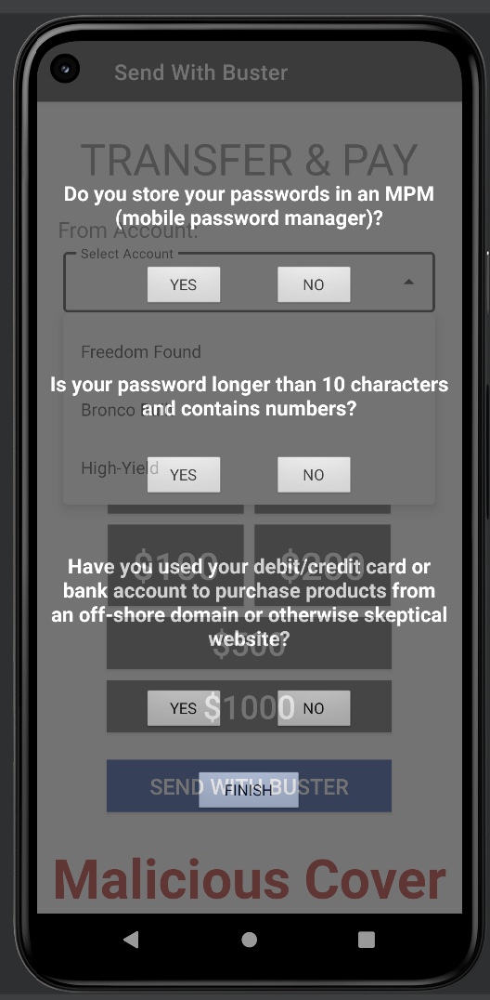 Send With Buster
TRANSFER & PAY
Do you store your passwords in an MPM
(mobile password manager)?
From Account:
Select Account
YES NO
Freedom Found
Is your password longer than 10 characters
and contains numbers?
Bronco
High-Yield
YES NO
$100 $200
Have you used your debit/credit card or
bank account to purchase products from
an off-shore domain or otherwise skeptical
website?
$500
YES $1000 NO
SEND WITH BUSTER
FINISH
Malicious Cover